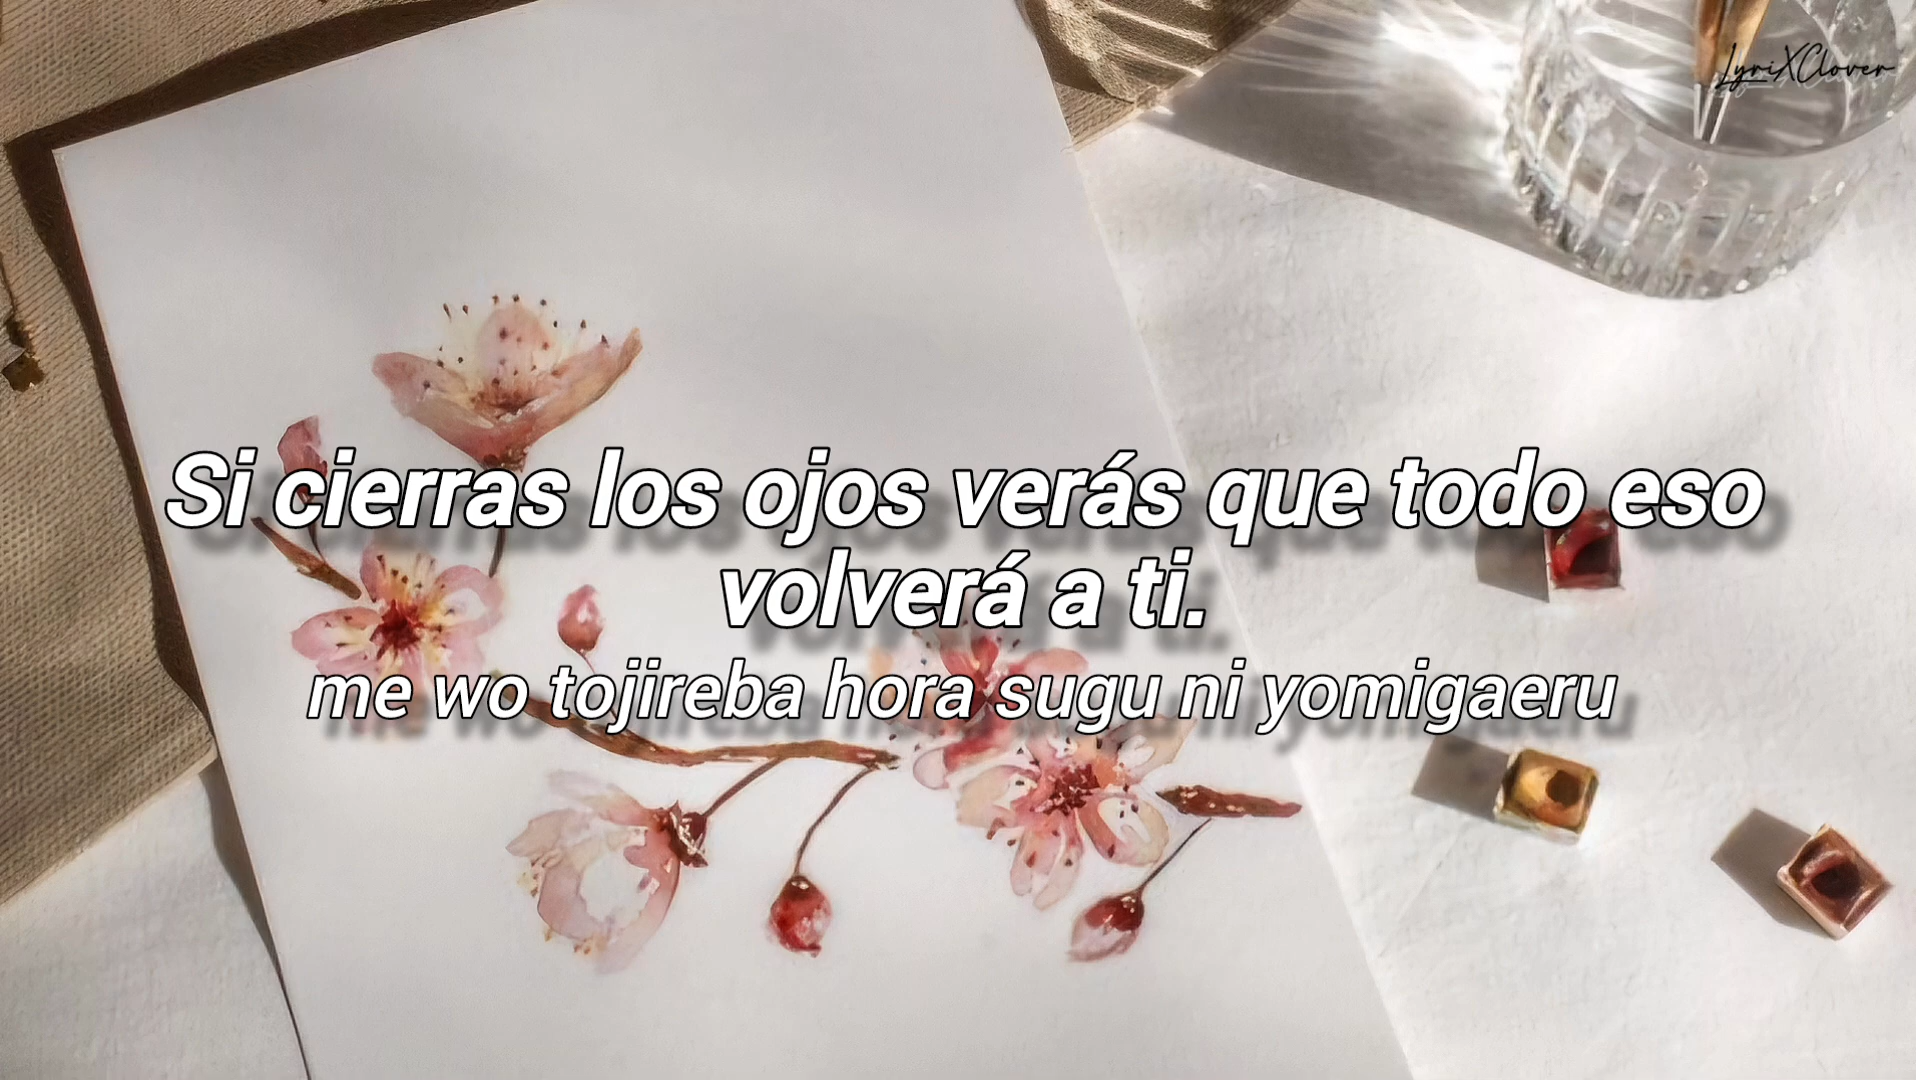 LyriXClover
Si cierras los ojos verás que todo eso
volverá a ti.
me wo tojireba hora sugu ni yomigaeru